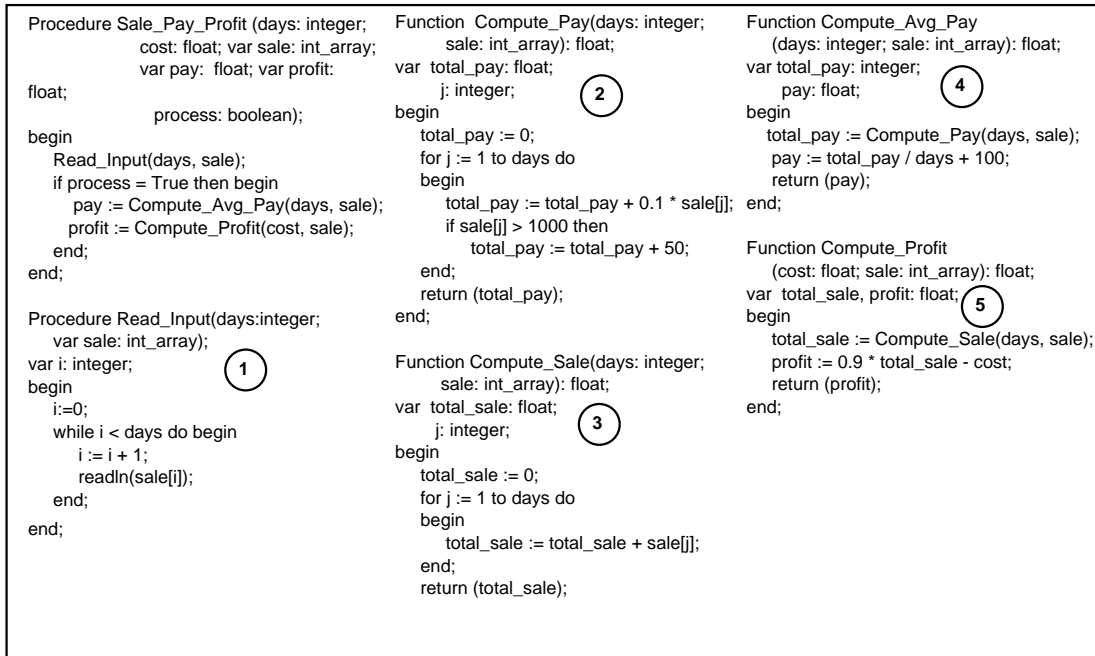 Procedure Sale_Pay_Profit (days: integer;
cost: float; var sale: int_array;
var pay: float; var profit:
float;
process: boolean);
begin
Read_Input(days, sale);
if process = True then begin
pay := Compute_Avg_Pay(days, sale);
profit := Compute_Profit(cost, sale);
end;
end;
Procedure Read_Input(days:integer;
var sale: int_array);
var i: integer;
1
begin
i:=0;
while i < days do begin
i := i + 1;
readln(sale[i]);
end;
end;
Function Compute_Pay(days: integer;
sale: int_array): float;
var total_pay: float;
j: integer;
2
begin
total_pay := 0;
for j := 1 to days do
begin
total_pay := total_pay + 0.1 * sale[j];
if sale[j] > 1000 then
total_pay := total_pay + 50;
end;
return (total_pay);
end;
Function Compute_Sale(days: integer;
sale: int_array): float;
var total_sale: float;
j: integer;
3
begin
total_sale := 0;
for j := 1 to days do
begin
total_sale := total_sale + sale[j];
end;
return (total_sale);
Function Compute_Avg_Pay
(days: integer; sale: int_array): float;
var total_pay: integer;
pay: float;
4
begin
total_pay := Compute_Pay(days, sale);
pay := total_pay / days + 100;
return (pay);
end;
Function Compute_Profit
(cost: float; sale: int_array): float;
var total_sale, profit: float;
5
begin
total_sale := Compute_Sale(days, sale);
profit := 0.9 * total_sale - cost;
return (profit);
end;